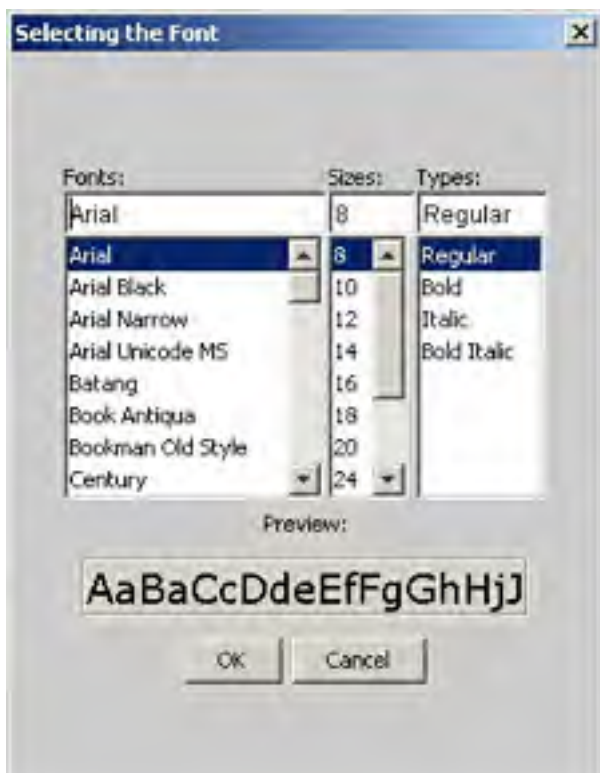 Selecting the Font
Fonts: Sizes: Types:
Arial 8 Regular
Arial 8 Regular
Arial Black 10 Bold
Arial Narrow 12 Italic
Arial Unicode MS 14 Bold Italic
Batang 16
Book Antiqua 18
Bookman Old Style 20
Century 24
Preview:
AaBaCcDdeEfFgGhHjJ
OK Cancel